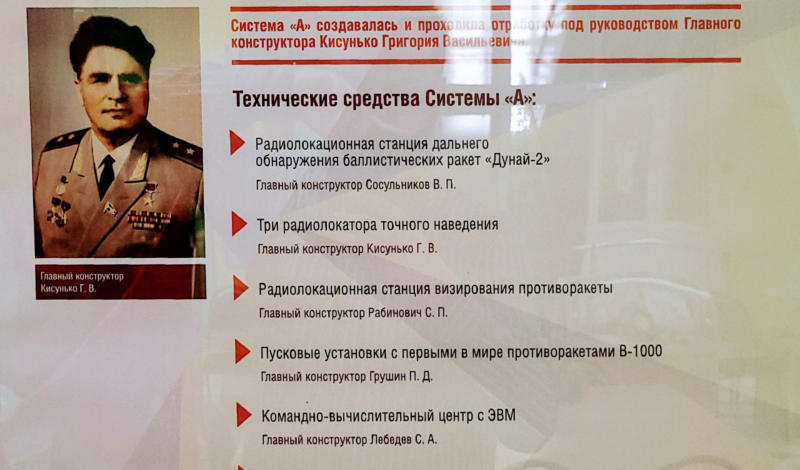 Система «А» создавалась и проходила отработку под руководством Главного
конструктора Кисунько Григория Васильевича.
Технические средства Системы «А»:
Радиолокационная станция дальнего
обнаружения баллистических ракет «Дунай-2»
Главный конструктор Сосульников В. П.
Три радиолокатора точного наведения
Главный конструктор Кисунько Г. В.
Радиолокационная станция визирования противоракеты
Главный конструктор Рабинович С. П.
Пусковые установки с первыми в мире противоракетами В-1000
Главный конструктор Грушин П. Д.
Командно-вычислительный центр с ЭВМ
Главный конструктор Лебедев С. А.
Главный конструктор
Кисунько Г. В.